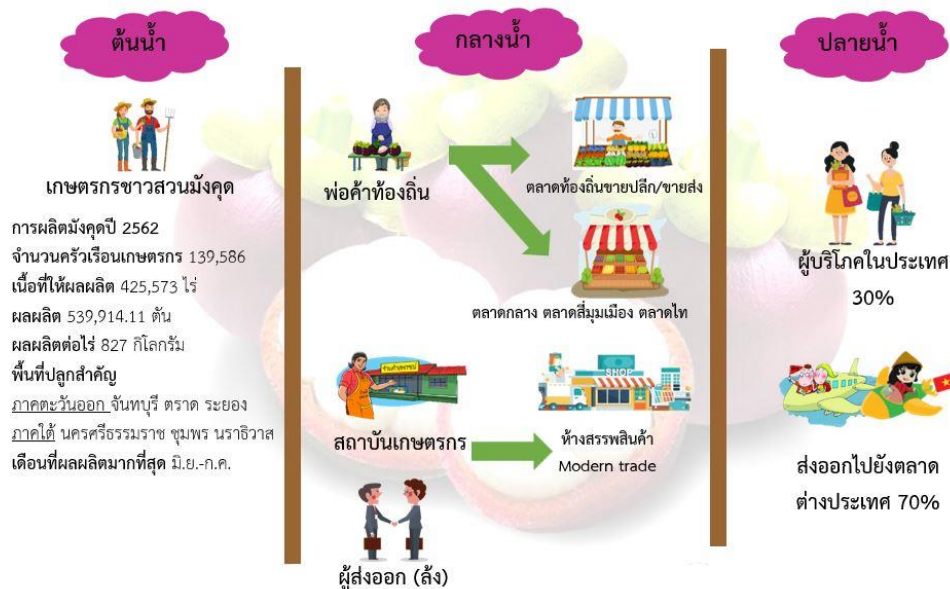 ต้นน้ำ
เกษตรกรชาวสวนมังคุด
การผลิตมังคุดปี 2562
จำนวนครัวเรือนเกษตรกร 139,586
เนื้อที่ให้ผลผลิต 425,573 ไร่
ผลผลิต 539,914.11 ตัน
ผลผลิตต่อไร่ 827 กิโลกรัม
พื้นที่ปลูกสำคัญ
ภาคตะวันออก จันทบุรี ตราด ระยอง
ภาคใต้ นครศรีธรรมราช ชุมพร นราธิวาส
เดือนที่ผลผลิตมากที่สุด มิ.ย.-ก.ค.
กลางน้ำ
พ่อค้าท้องถิ่น
ตลาดท้องถิ่นขายปลีก/ขายส่ง
ตลาดกลาง ตลาดสี่มุมเมือง ตลาดไท
SHOP
สถาบันเกษตรกร
ห้างสรรพสินค้า
Modern trade
ผู้ส่งออก (ล้ง)
ปลายน้ำ
ผู้บริโภคในประเทศ
30%
ส่งออกไปยังตลาด
ต่างประเทศ 70%